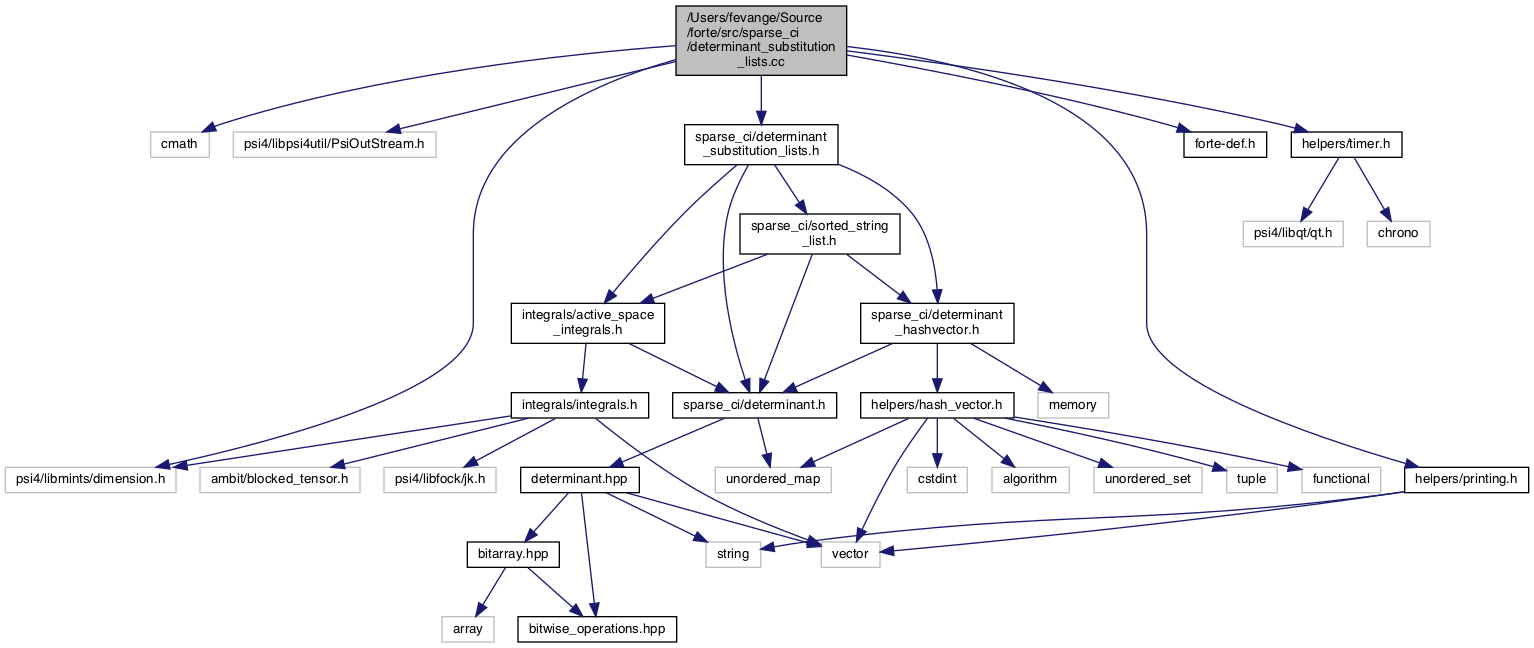 /Users/fevange/Source
/forte/src/sparse_ci
/determinant_substitution
_lists.cc
cmath
psi4/libpsi4util/PsiOutStream.h
sparse_ci/determinant
_substitution_lists.h
forte-def.h
helpers/timer.h
sparse_ci/sorted_string
_list.h
psi4/libqt/qt.h
chrono
integrals/active_space
_integrals.h
sparse_ci/determinant
_hashvector.h
integrals/integrals.h
sparse_ci/determinant.h
helpers/hash_vector.h
memory
psi4/libmints/dimension.h
ambit/blocked_tensor.h
psi4/libfock/jk.h
determinant.hpp
unordered_map
cstdint
algorithm
unordered_set
tuple
functional
helpers/printing.h
bitarray.hpp
string
vector
array
bitwise_operations.hpp